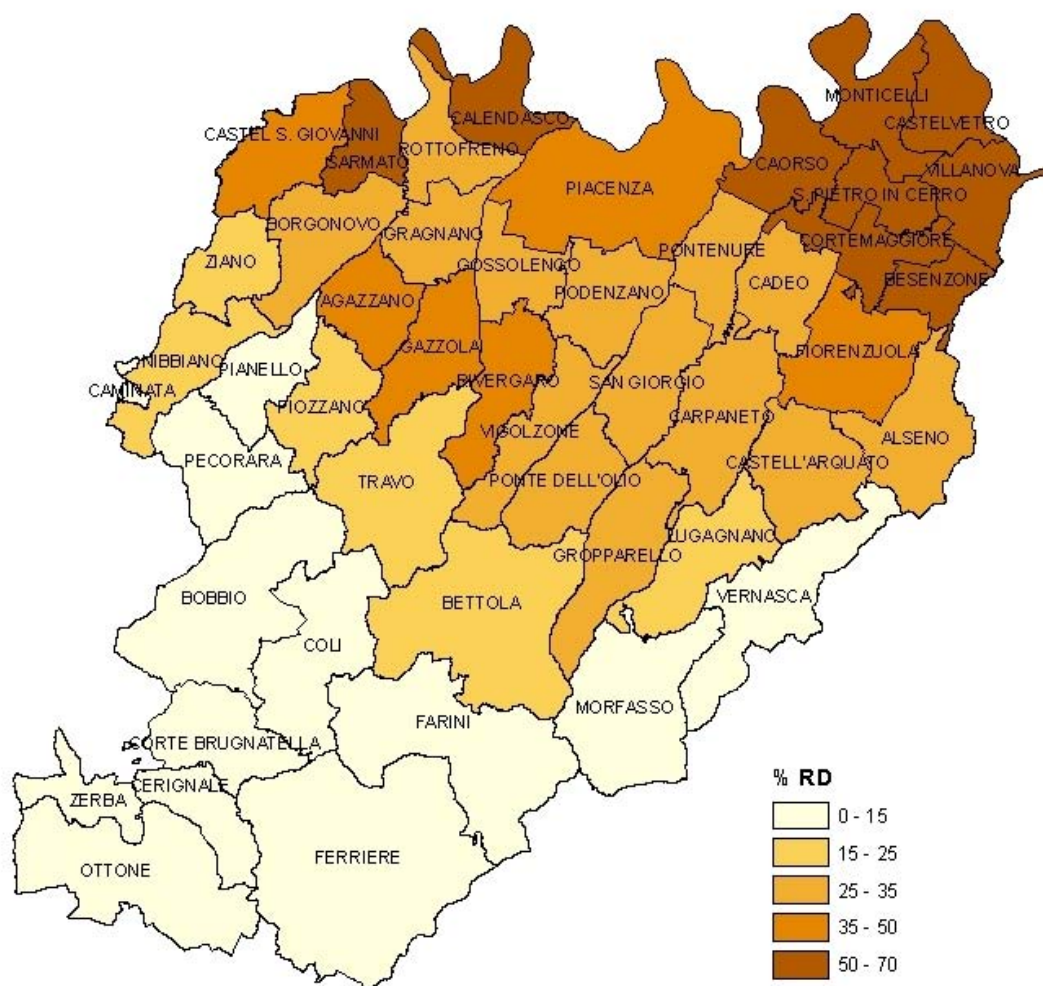 MONTICELLI
CASTELVETRO
CALENDASCO
CASTEL S. GIOVANNI
ROTTOFRENO
SARMATO
CAORSO
VILLANOVA
PIACENZA
S. PIETRO IN CERRO
BORGONOVO
GRAGNANO
CORTEMAGGIORE
PONTENURE
ZIANO
GOSSOLENGO
CADEO
BESENZONE
PODENZANO
AGAZZANO
GAZZOLA
FIORENZUOLA
NIBBIANO
PIANELLO
RIVERGARO
SAN GIORGIO
CAMINATA
PIOZZANO
CARPANETO
VIGOLZONE
ALSENO
PECORARA
CASTELL'ARQUATO
TRAVO
PONTE DELL'OLIO
LUGAGNANO
GROPPARELLO
BOBBIO
VERNASCA
BETTOLA
COLI
MORFASSO
FARINI
CORTE BRUGNATELLA
CERIGNALE
ZERBA
FERRIERE
OTTONE
% RD
0 - 15
15 - 25
25 - 35
35 - 50
50 - 70